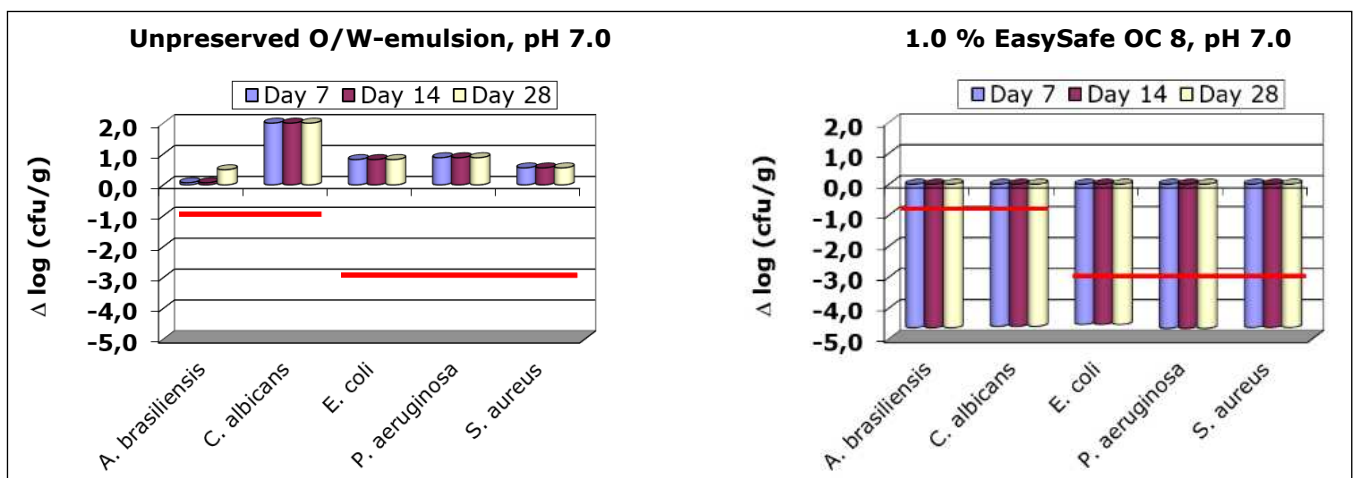 Unpreserved O/W-emulsion, pH 7.0
Day 7 Day 14 Day 28
2,0
1,0
0,0
-1,0
-2,0
-3,0
-4,0
-5,0
Δ log (cfu/g)
A. brasiliensis
C. albicans
E. coli
P. aeruginosa
S. aureus
1.0 % EasySafe OC 8, pH 7.0
Day 7 Day 14 Day 28
2,0
1,0
0,0
-1,0
-2,0
-3,0
-4,0
-5,0
Δ log (cfu/g)
A. brasiliensis
C. albicans
E. coli
P. aeruginosa
S. aureus